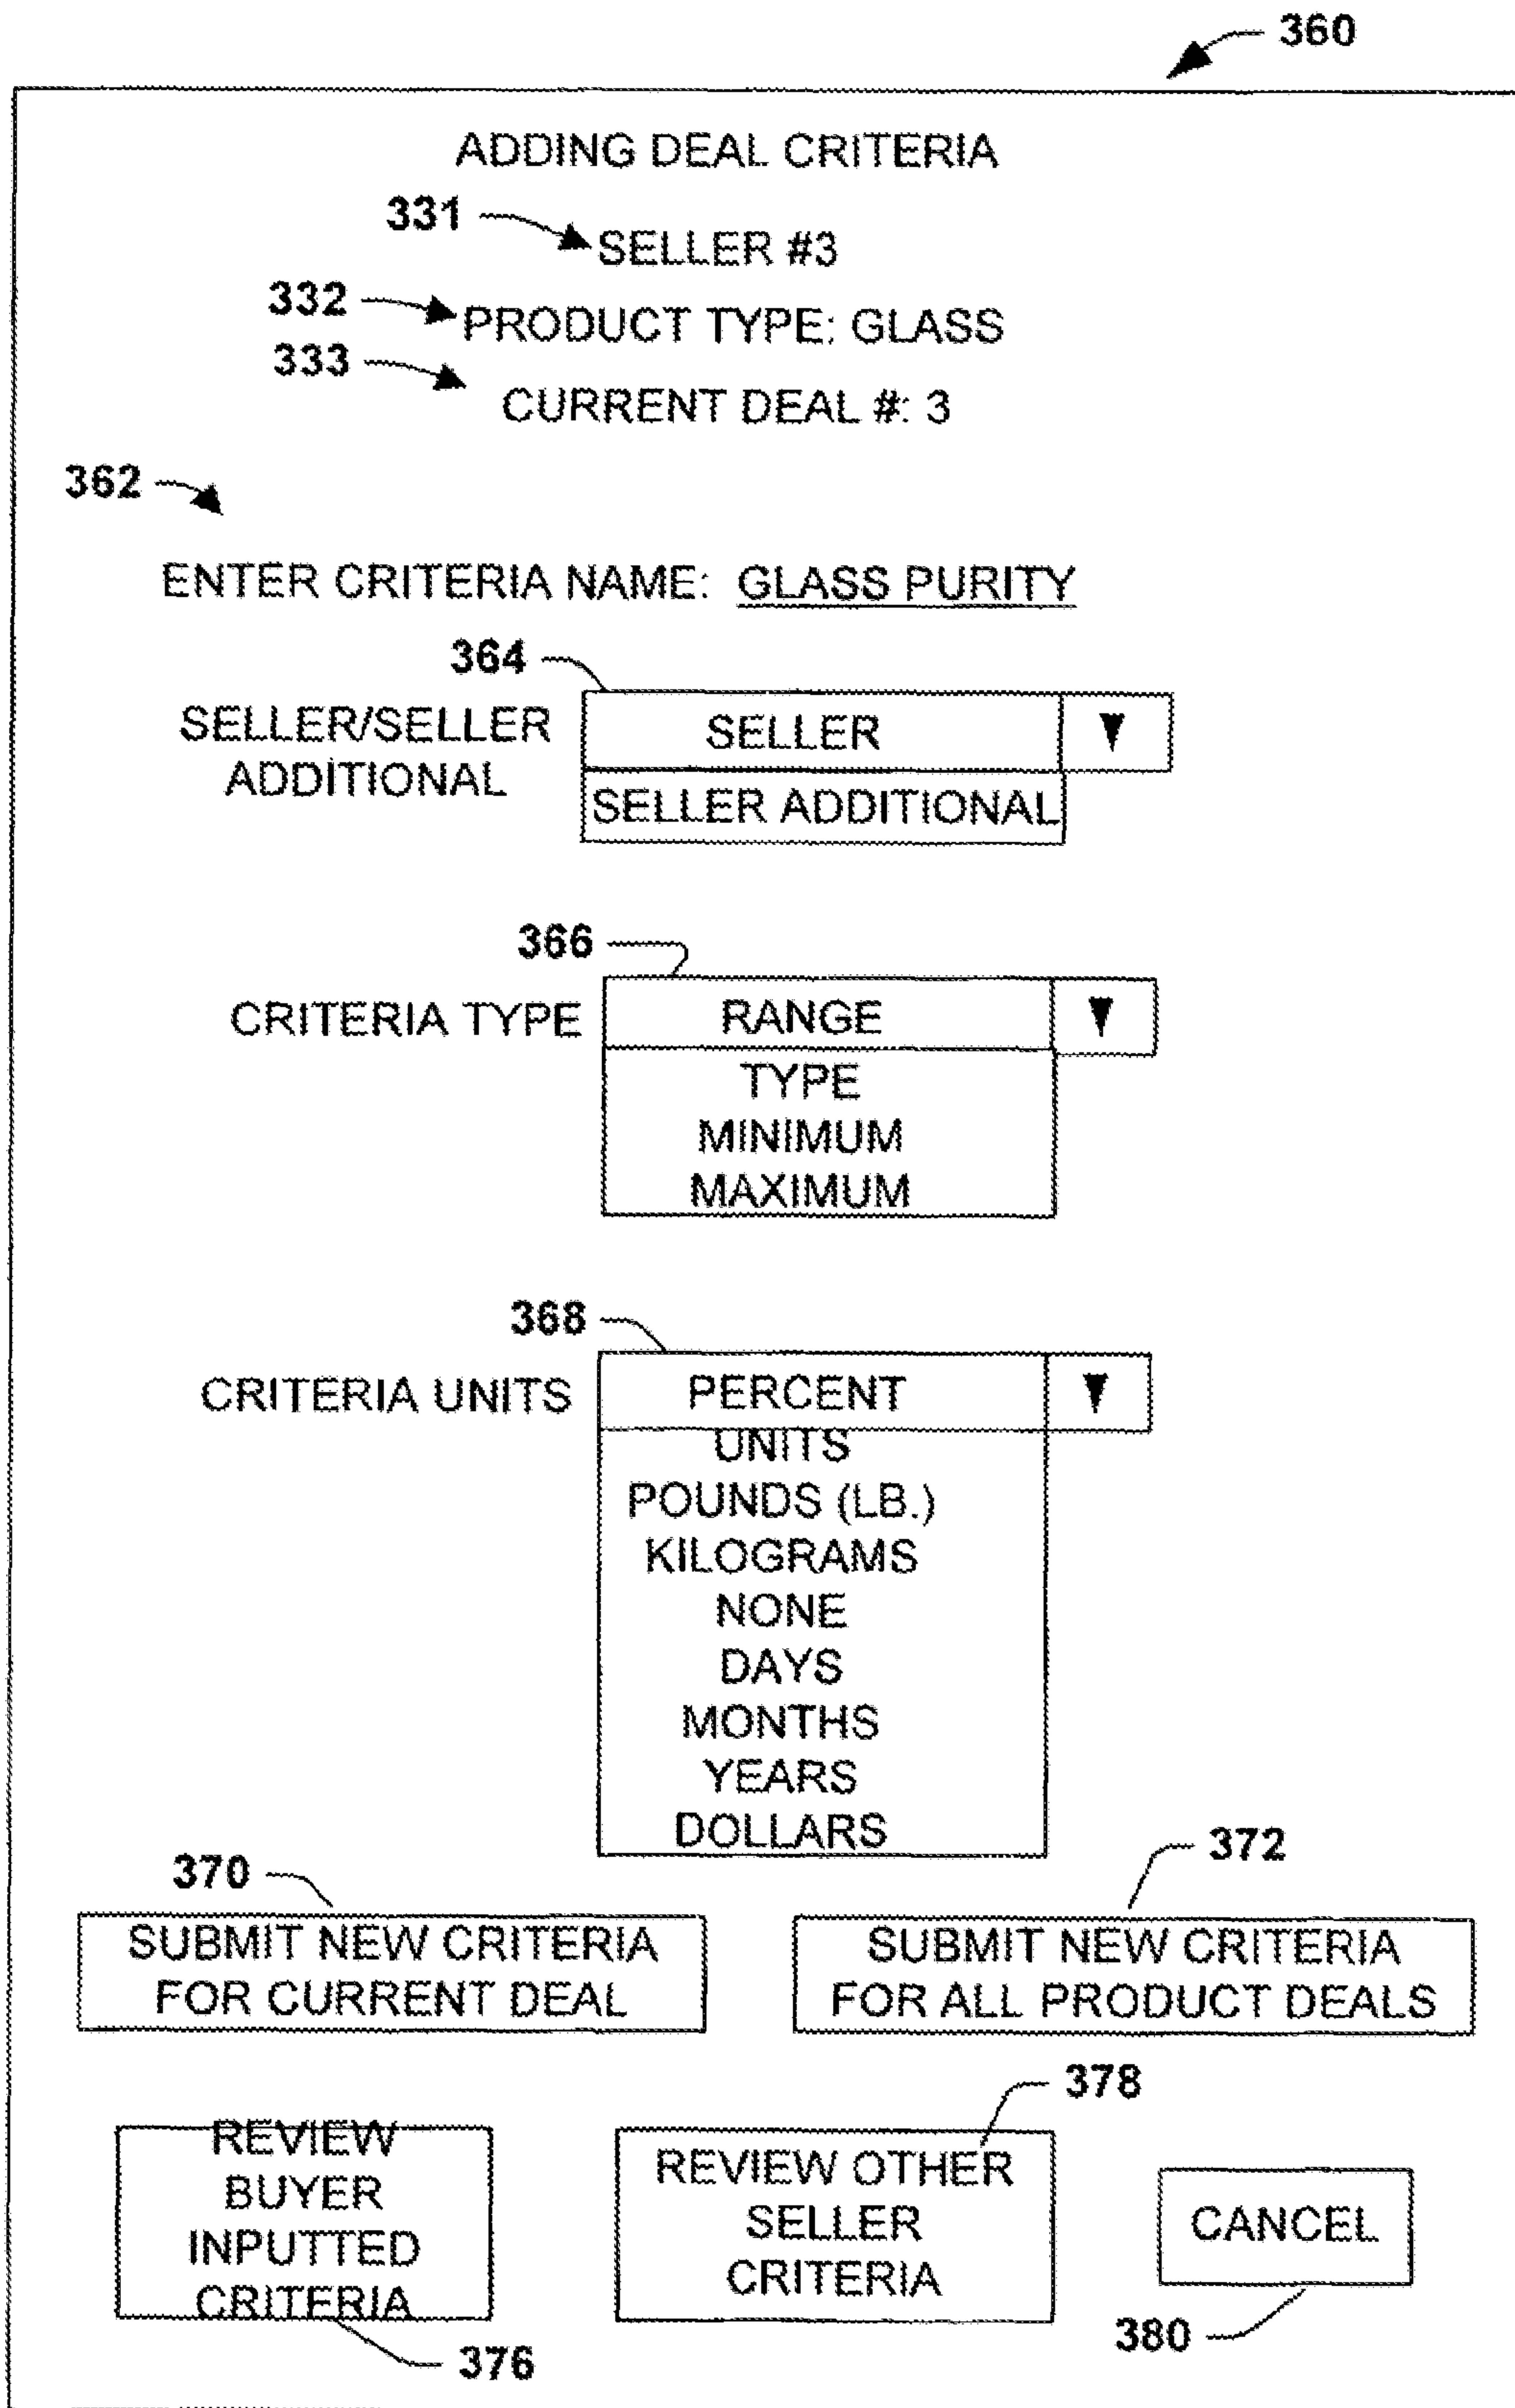 360
ADDING DEAL CRITERIA
331
SELLER #3
332
PRODUCT TYPE: GLASS
333
CURRENT DEAL #: 3
362
ENTER CRITERIA NAME: GLASS PURITY
364
SELLER/SELLER
ADDITIONAL
SELLER
SELLER ADDITIONAL
366
CRITERIA TYPE
RANGE
TYPE
MINIMUM
MAXIMUM
368
CRITERIA UNITS
PERCENT
UNITS
POUNDS (LB.)
KILOGRAMS
NONE
DAYS
MONTHS
YEARS
DOLLARS
370
372
SUBMIT NEW CRITERIA
FOR CURRENT DEAL
SUBMIT NEW CRITERIA
FOR ALL PRODUCT DEALS
378
REVIEW
BUYER
INPUTTED
CRITERIA
REVIEW OTHER
SELLER
CRITERIA
CANCEL
380
376